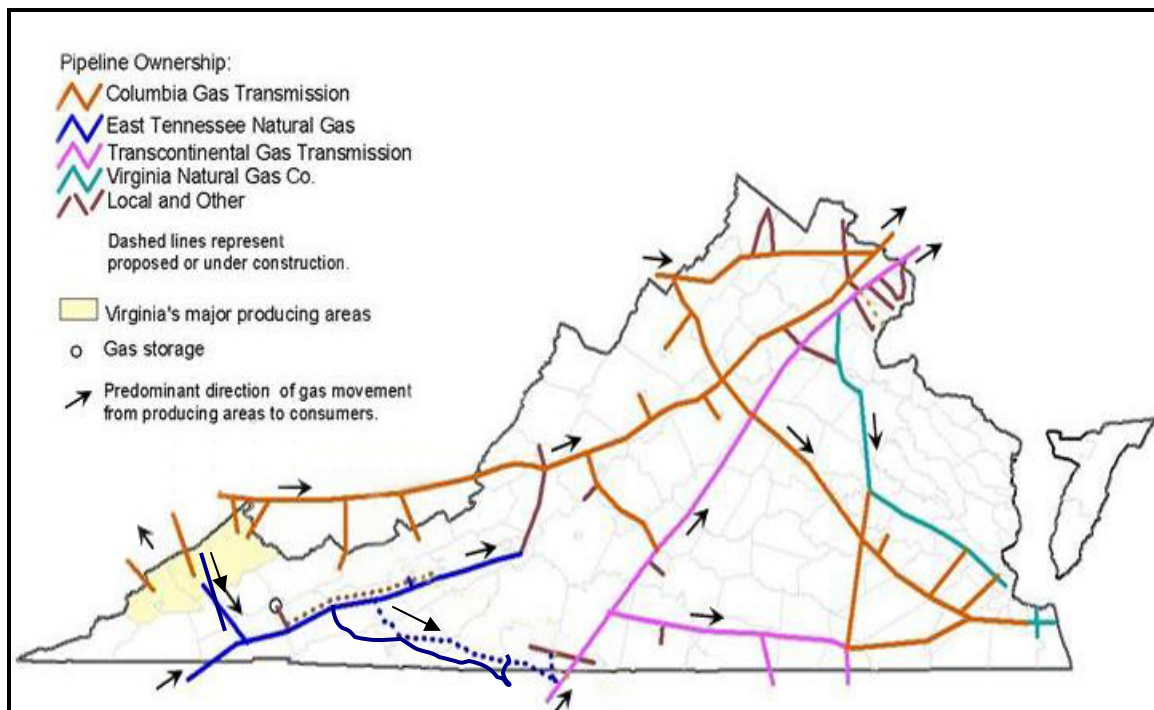 Pipeline Ownership:
Columbia Gas Transmission
East Tennessee Natural Gas
Transcontinental Gas Transmission
Virginia Natural Gas Co.
Local and Other
Dashed lines represent
proposed or under construction.
Virginia's major producing areas
Gas storage
Predominant direction of gas movement
from producing areas to consumers.